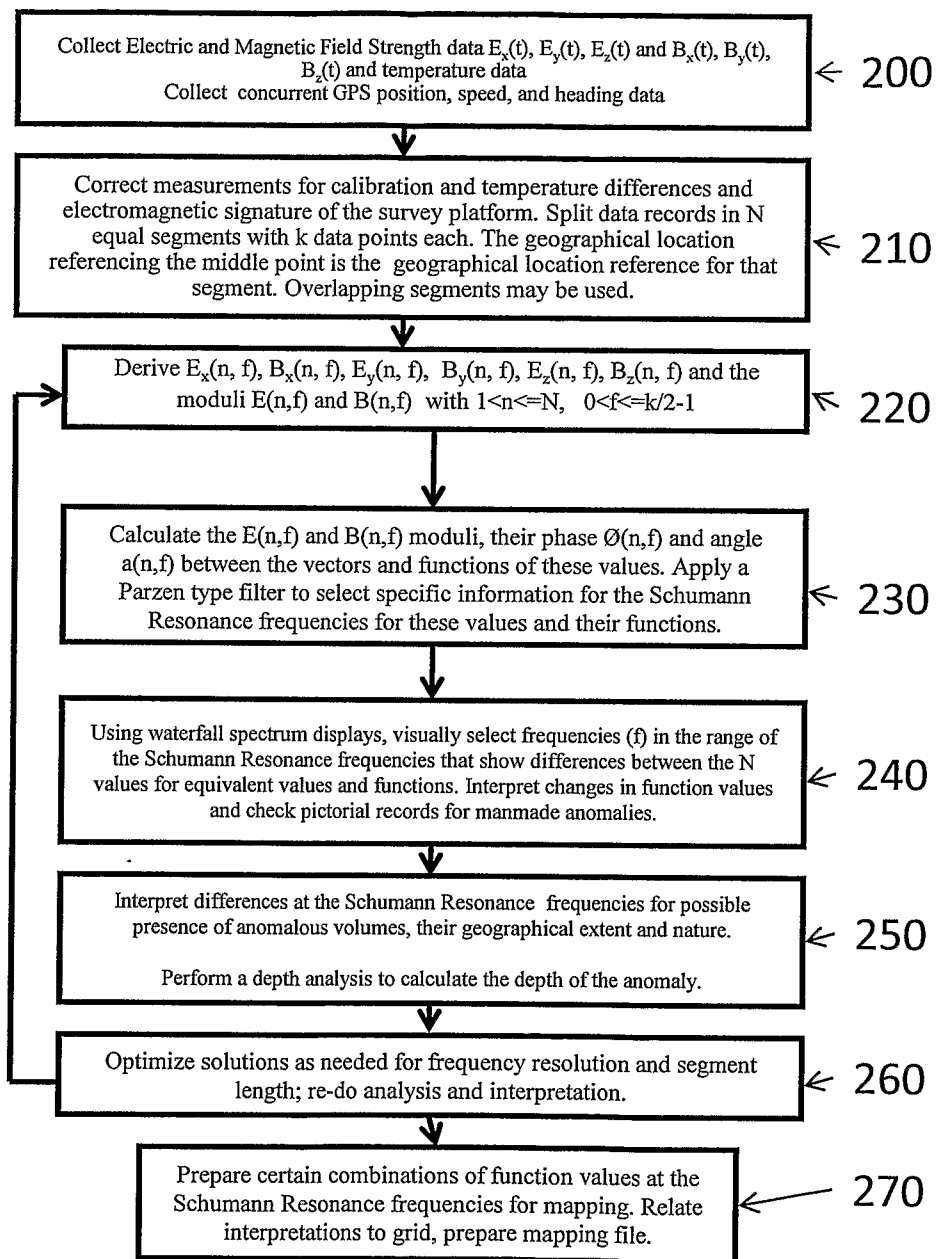 Collect Electric and Magnetic Field Strength data Eₓ(t), Eᵧ(t), E_z(t) and Bₓ(t), Bᵧ(t),
B_z(t) and temperature data
Collect concurrent GPS position, speed, and heading data
200
Correct measurements for calibration and temperature differences and
electromagnetic signature of the survey platform. Split data records in N
equal segments with k data points each. The geographical location
referencing the middle point is the geographical location reference for that
segment. Overlapping segments may be used.
210
Derive Eₓ(n, f), Bₓ(n, f), Eᵧ(n, f), Bᵧ(n, f), E_z(n, f), B_z(n, f) and the
moduli E(n,f) and B(n,f) with 1<n<=N, 0<f<=k/2-1
220
Calculate the E(n,f) and B(n,f) moduli, their phase Ø(n,f) and angle
a(n,f) between the vectors and functions of these values. Apply a
Parzen type filter to select specific information for the Schumann
Resonance frequencies for these values and their functions.
230
Using waterfall spectrum displays, visually select frequencies (f) in the range of
the Schumann Resonance frequencies that show differences between the N
values for equivalent values and functions. Interpret changes in function values
and check pictorial records for manmade anomalies.
240
Interpret differences at the Schumann Resonance frequencies for possible
presence of anomalous volumes, their geographical extent and nature.
Perform a depth analysis to calculate the depth of the anomaly.
250
Optimize solutions as needed for frequency resolution and segment
length; re-do analysis and interpretation.
260
Prepare certain combinations of function values at the
Schumann Resonance frequencies for mapping. Relate
interpretations to grid, prepare mapping file.
270